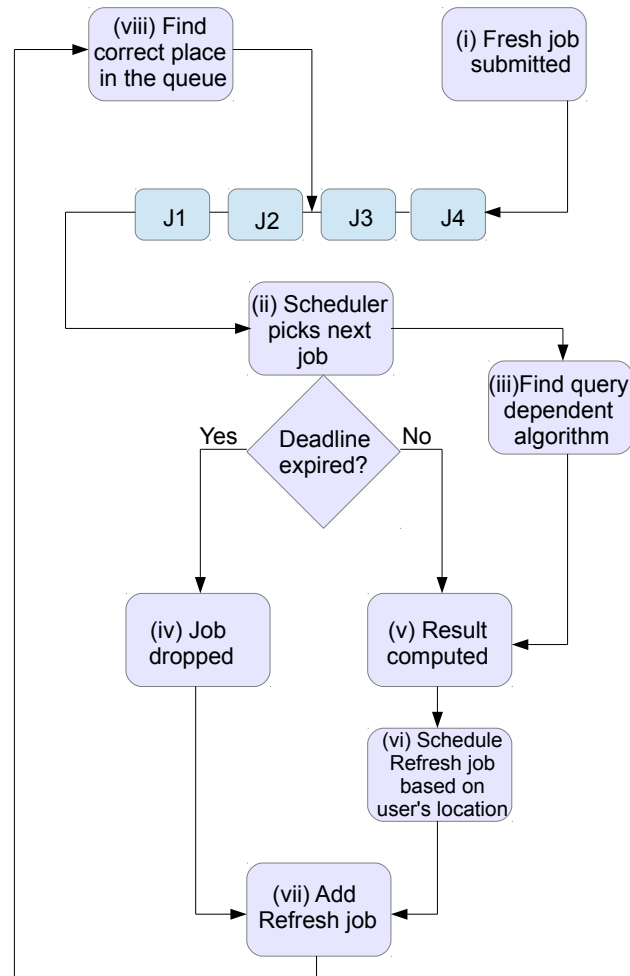 (viii) Find
correct place
in the queue
(i) Fresh job
submitted
J1
J2
J3
J4
(ii) Scheduler
picks next
job
(iii)Find query
dependent
algorithm
Yes
Deadline
expired?
No
(iv) Job
dropped
(v) Result
computed
(vi) Schedule
Refresh job
based on
user's location
(vii) Add
Refresh job